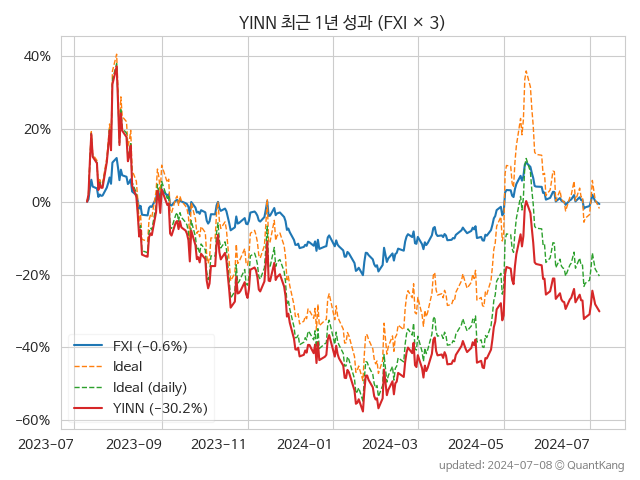 YINN 최근 1년 성과 (FXI × 3)
40%
20%
0%
−20%
−40%
−60%
FXI (−0.6%)
Ideal
Ideal (daily)
YINN (−30.2%)
2023-07 2023-09 2023-11 2024-01 2024-03 2024-05 2024-07
updated: 2024-07-08 © QuantKang